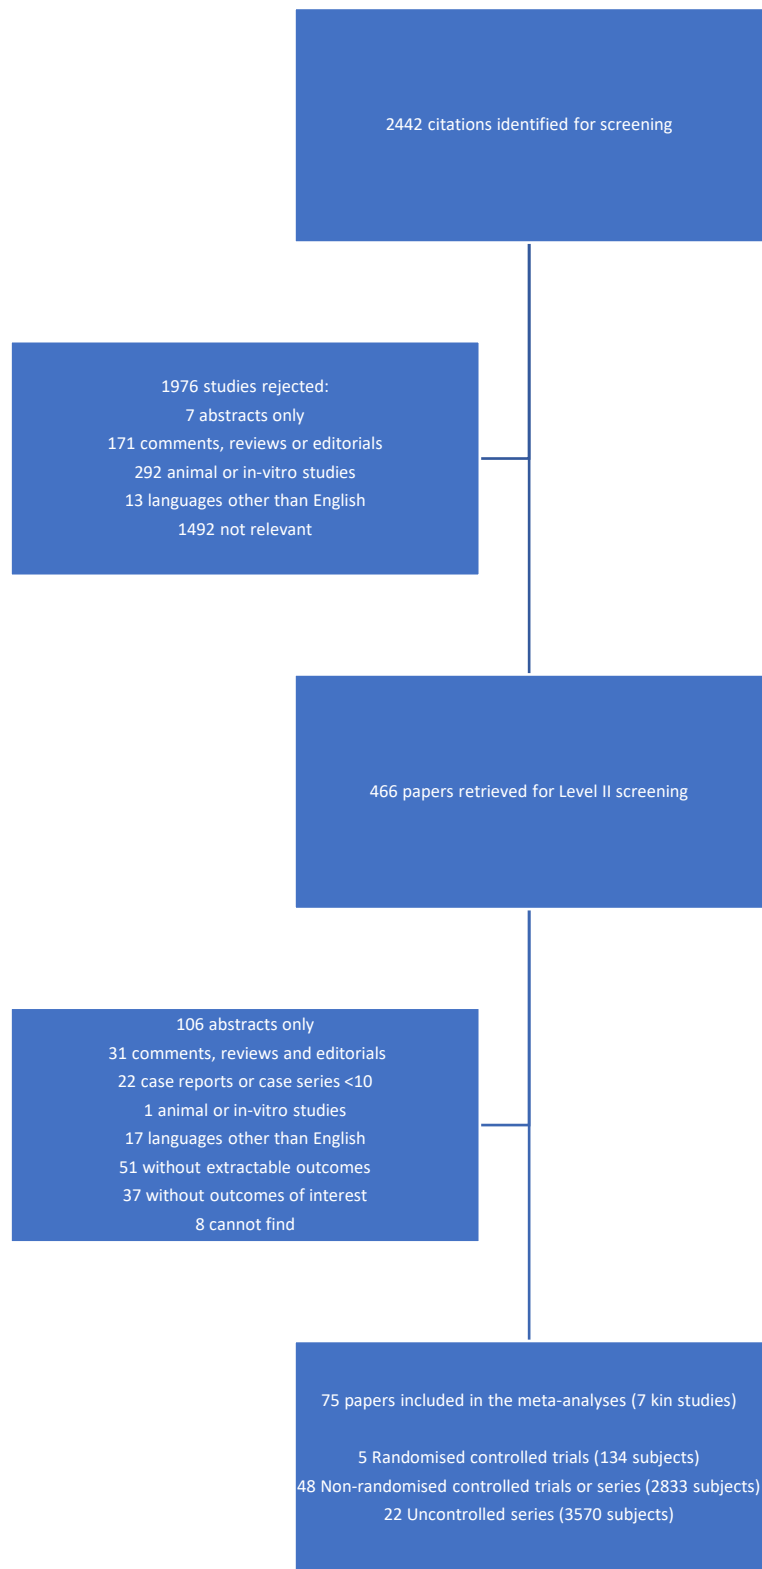 2442 citations identified for screening
1976 studies rejected:
7 abstracts only
171 comments, reviews or editorials
292 animal or in-vitro studies
13 languages other than English
1492 not relevant
466 papers retrieved for Level II screening
106 abstracts only
31 comments, reviews and editorials
22 case reports or case series <10
1 animal or in-vitro studies
17 languages other than English
51 without extractable outcomes
37 without outcomes of interest
8 cannot find
75 papers included in the meta-analyses (7 kin studies)
5 Randomised controlled trials (134 subjects)
48 Non-randomised controlled trials or series (2833 subjects)
22 Uncontrolled series (3570 subjects)